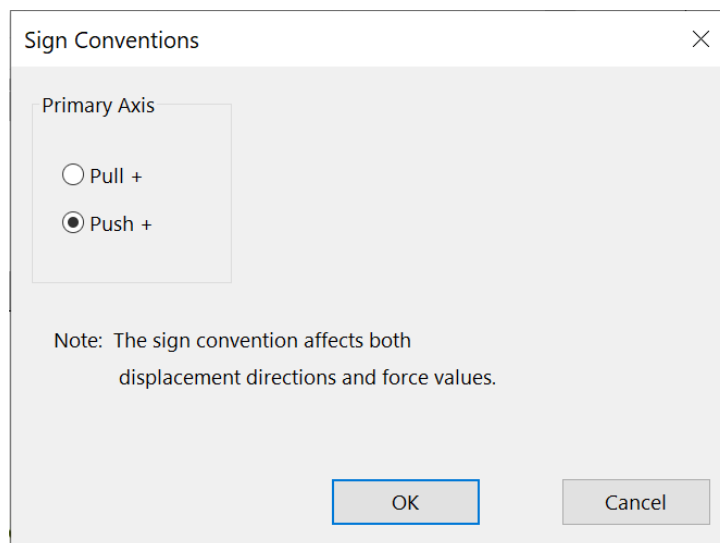 Sign Conventions
Primary Axis
Pull +
Push +
Note: The sign convention affects both
displacement directions and force values.
OK
Cancel